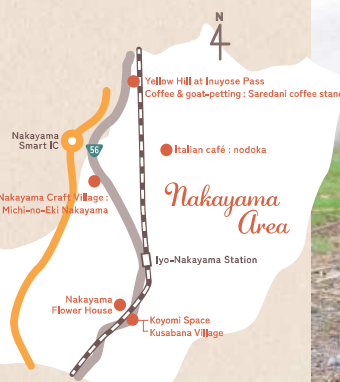 N
Yellow Hill at Inuyose Pass
Coffee & goat-petting : Saredani coffee stand
Nakayama
Smart IC
56
Italian café : nodoka
Nakayama Craft Village :
Michi-no-Eki Nakayama
Nakayama
Area
Iyo-Nakayama Station
Nakayama
Flower House
Koyomi Space
Kusabana Village